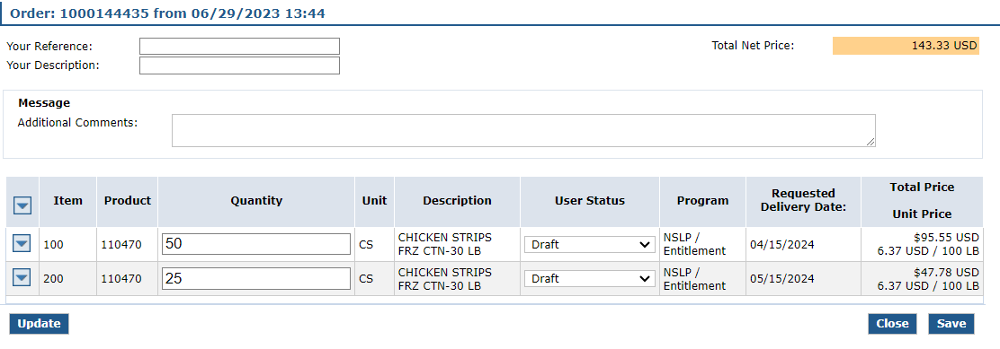 Order: 1000144435 from 06/29/2023 13:44
Your Reference:
Total Net Price: 143.33 USD
Your Description:
Message
Additional Comments:
Item Product Quantity Unit Description User Status Program Requested Delivery Date: Total Price Unit Price
100 110470 50 CS CHICKEN STRIPS FRZ CTN-30 LB Draft NSLP / Entitlement 04/15/2024 $95.55 USD 6.37 USD / 100 LB
200 110470 25 CS CHICKEN STRIPS FRZ CTN-30 LB Draft NSLP / Entitlement 05/15/2024 $47.78 USD 6.37 USD / 100 LB
Update Close Save